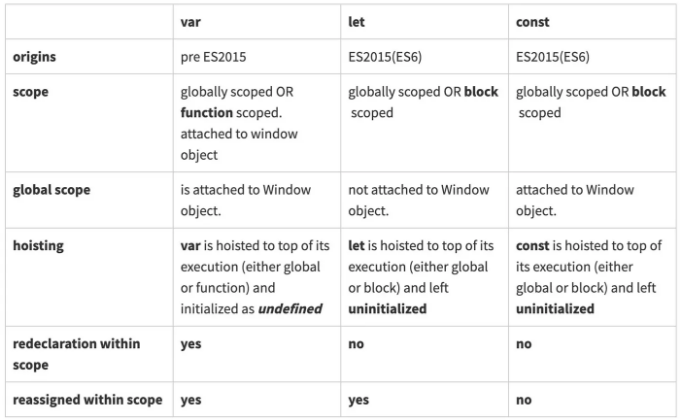 var let const
origins pre ES2015 ES2015(ES6) ES2015(ES6)
scope globally scoped OR globally scoped OR block globally scoped OR block
function scoped. scoped scoped
attached to window
object
global scope is attached to Window not attached to Window attached to Window
object. object. object.
hoisting var is hoisted to top of its let is hoisted to top of its const is hoisted to top of
execution (either global execution (either global its execution (either
or function) and or block) and left global or block) and left
initialized as undefined uninitialized uninitialized
redeclaration within yes no no
scope
reassigned within scope yes yes no